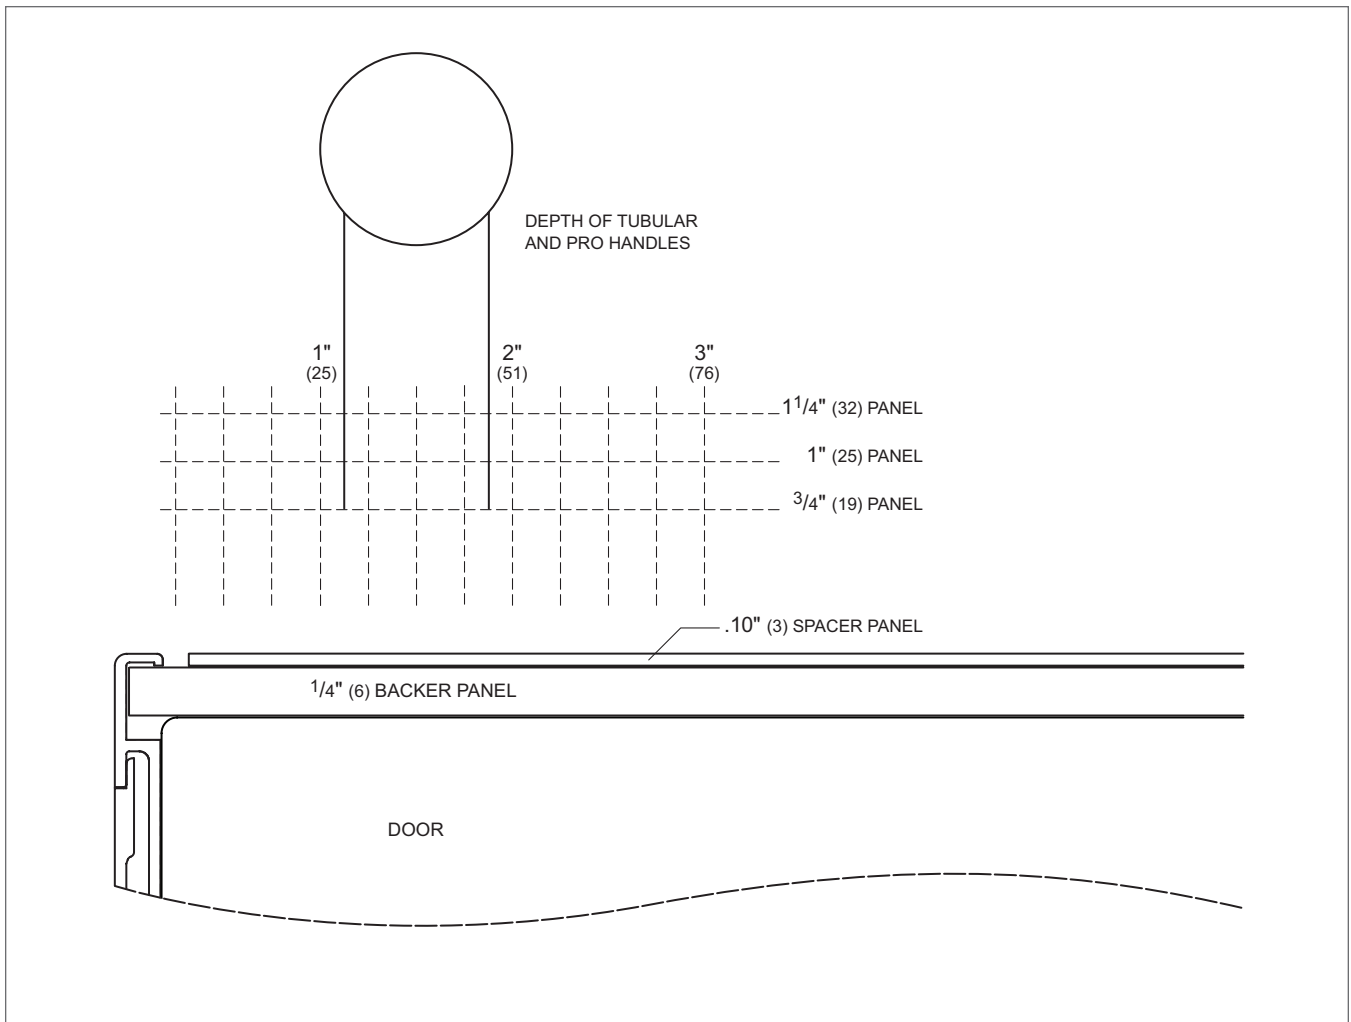 DEPTH OF TUBULAR
AND PRO HANDLES
1" 2" 3"
(25) (51) (76)
1 1/4" (32) PANEL
1" (25) PANEL
3/4" (19) PANEL
.10" (3) SPACER PANEL
1/4" (6) BACKER PANEL
DOOR